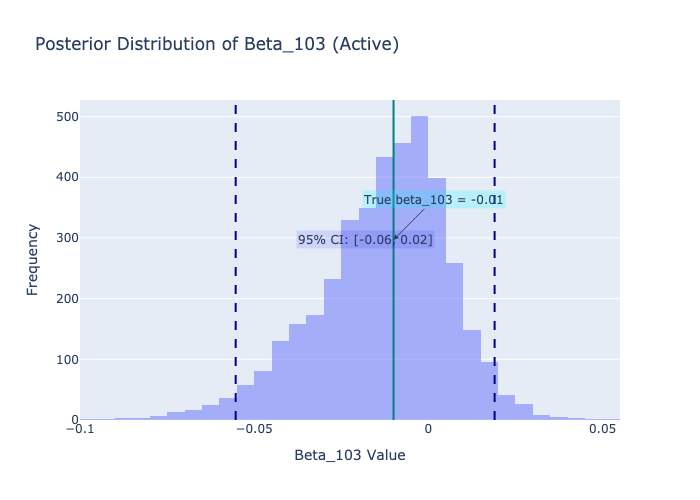 Posterior Distribution of Beta_103 (Active)
500
400
300
200
100
0
Frequency
True beta_103 = -0.01
95% CI: [-0.06, 0.02]
−0.1
−0.05
0
0.05
Beta_103 Value